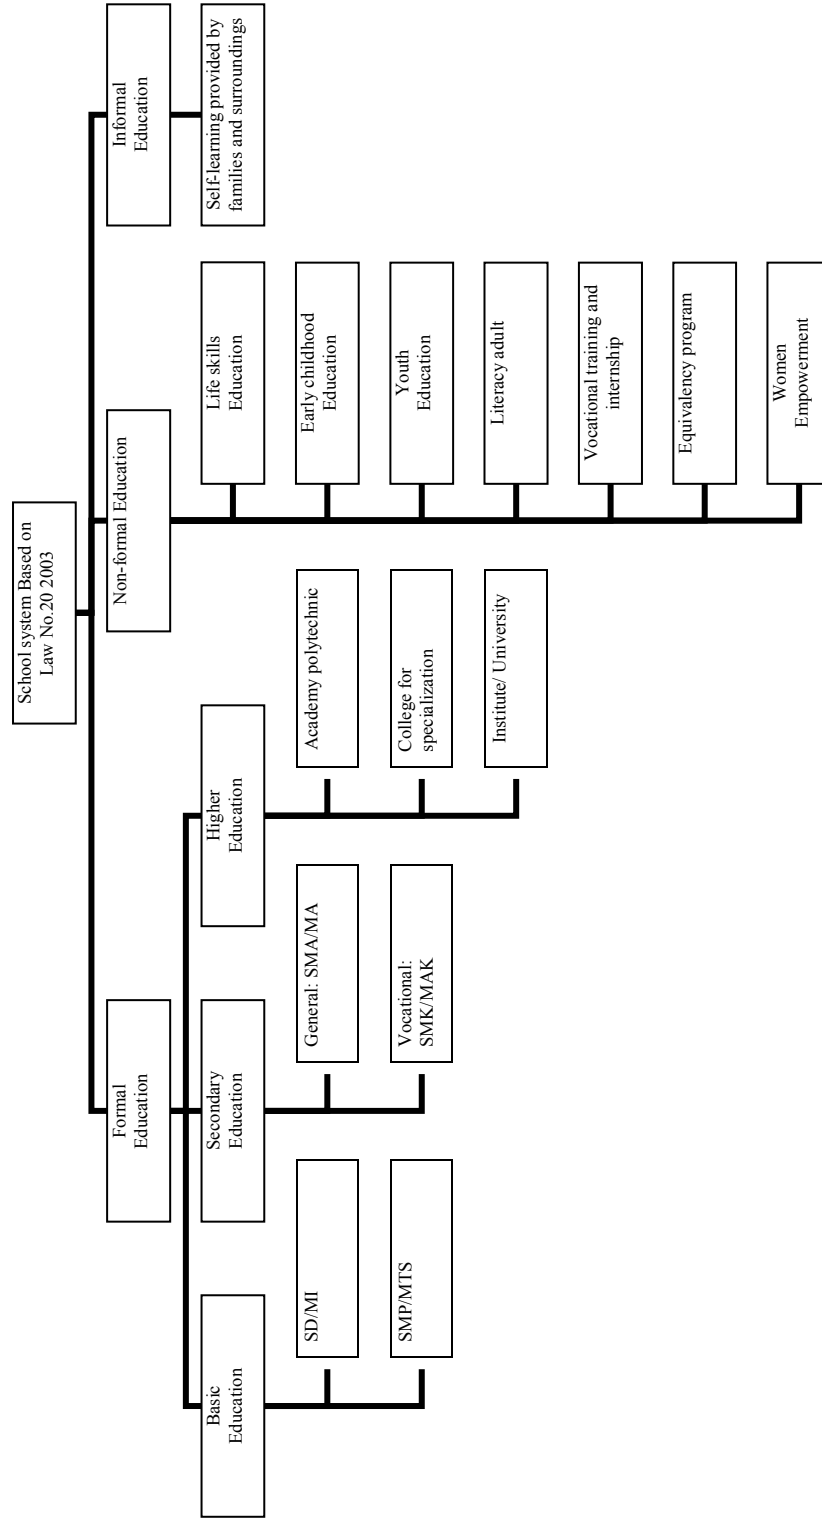 School system Based on
Law No.20 2003
Formal
Education
Non-formal Education
Informal
Education
Basic
Education
Secondary
Education
Higher
Education
SD/MI
SMP/MTS
General: SMA/MA
Vocational:
SMK/MAK
Academy polytechnic
College for
specialization
Institute/ University
Life skills
Education
Early childhood
Education
Youth
Education
Literacy adult
Vocational training and
internship
Equivalency program
Women
Empowerment
Self-learning provided by
families and surroundings